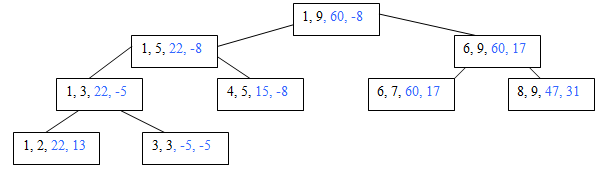 1, 9, 60, -8
1, 5, 22, -8
6, 9, 60, 17
1, 3, 22, -5
4, 5, 15, -8
6, 7, 60, 17
8, 9, 47, 31
1, 2, 22, 13
3, 3, -5, -5